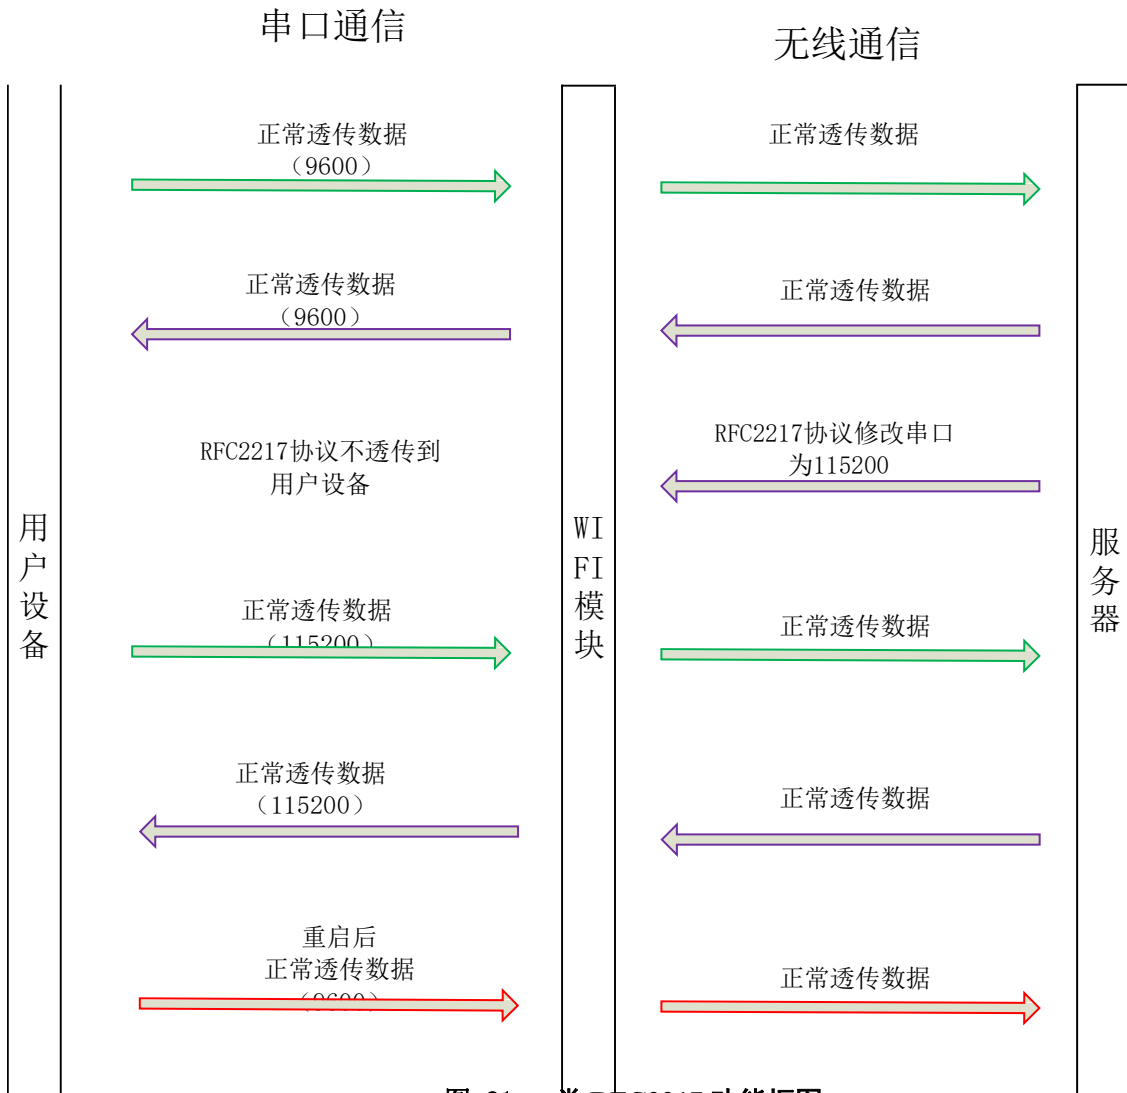 串口通信
无线通信
正常透传数据
（9600）
正常透传数据
正常透传数据
（9600）
正常透传数据
RFC2217协议不透传到
用户设备
RFC2217协议修改串口
为115200
用户设备
WIFI模块
服务器
正常透传数据
（115200）
正常透传数据
正常透传数据
（115200）
正常透传数据
重启后
正常透传数据
（9600）
正常透传数据